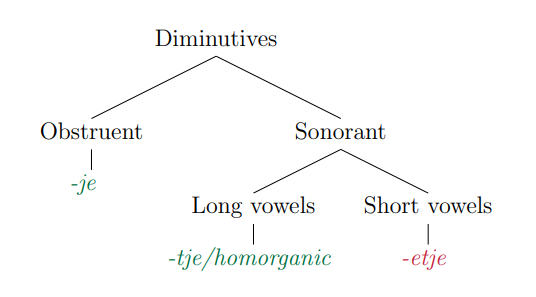 Diminutives
Obstruent
Sonorant
-je
Long vowels
Short vowels
-tje/homorganic
-etje